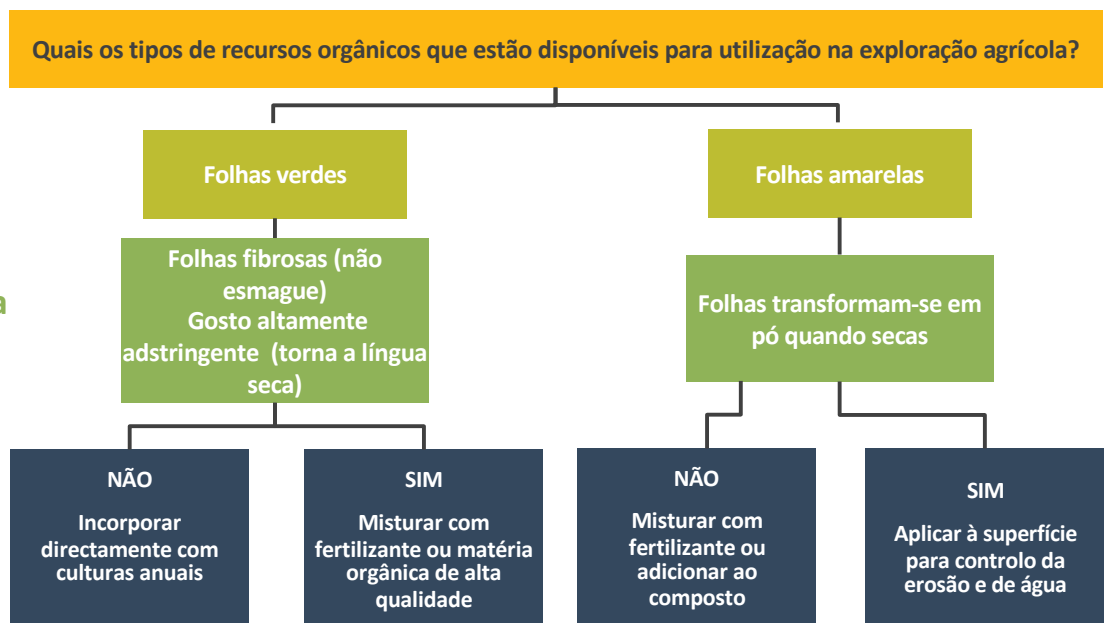 Quais os tipos de recursos orgânicos que estão disponíveis para utilização na exploração agrícola?
Folhas verdes
Folhas amarelas
Folhas fibrosas (não
esmague)
Gosto altamente
adstringente (torna a língua
seca)
a
Folhas transformam-se em
pó quando secas
NÃO
Incorporar
directamente com
culturas anuais
SIM
Misturar com
fertilizante ou matéria
orgânica de alta
qualidade
NÃO
Misturar com
fertilizante ou
adicionar ao
composto
SIM
Aplicar à superfície
para controlo da
erosão e de água